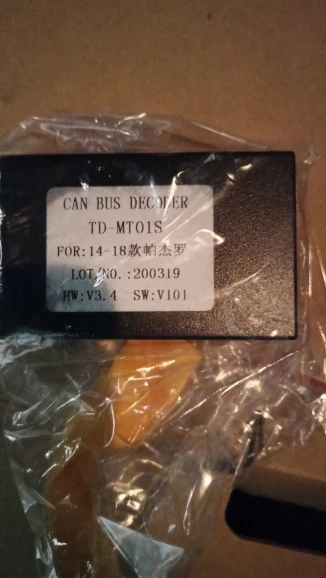 CAN BUS DECODER
TD-MT01S
FOR:14-18款帕杰罗
LOT/NO.:200319
HW:V3.4 SW:V101